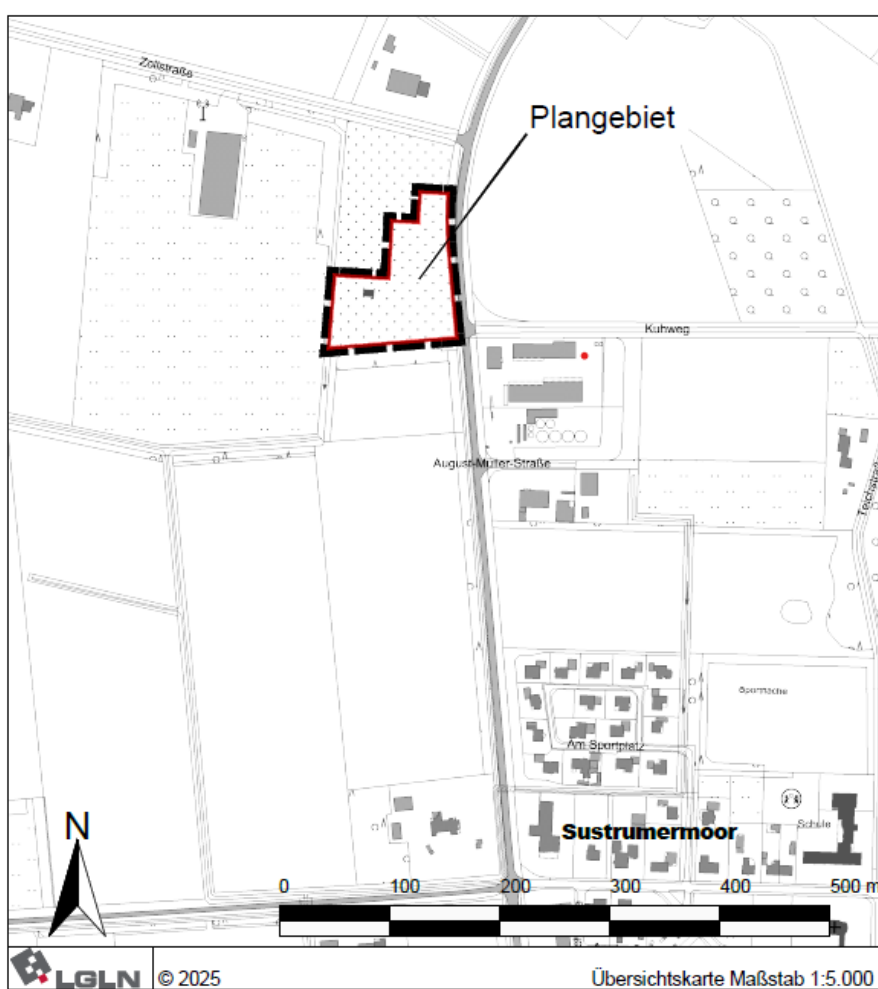 Zollstraße
Plangebiet
Kuhweg
August-Müller-Straße
Teichstraß
Sportfläche
Am Sportplatz
N
Sustrumermoor
Schule
0 100 200 300 400 500 m
LGLN © 2025 Übersichtskarte Maßstab 1:5.000